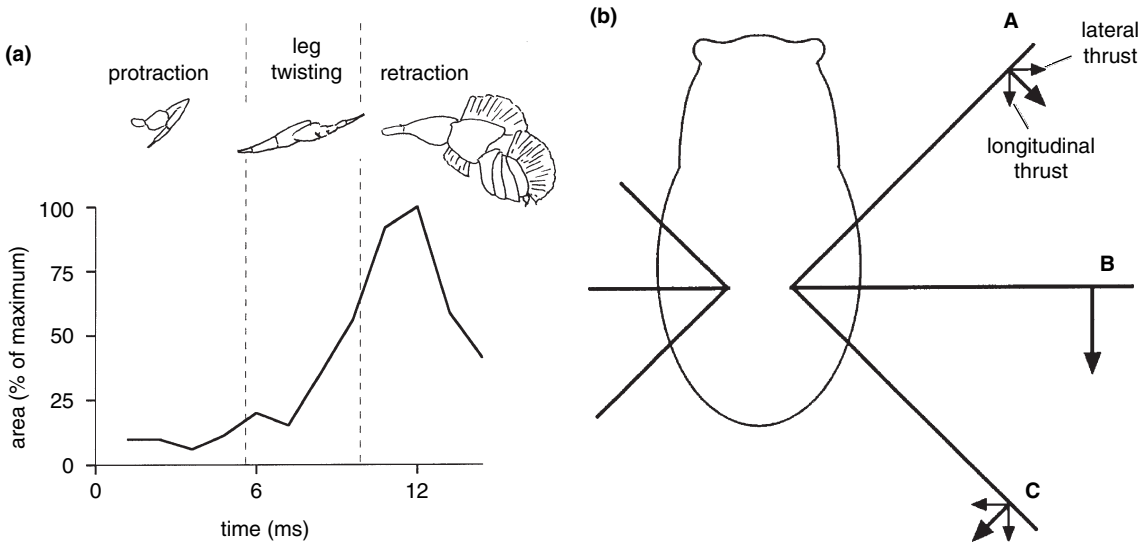 (a)
protraction
leg
twisting
retraction
100
75
50
25
0
area (% of maximum)
0
6
12
time (ms)
(b)
A
lateral
thrust
longitudinal
thrust
B
C